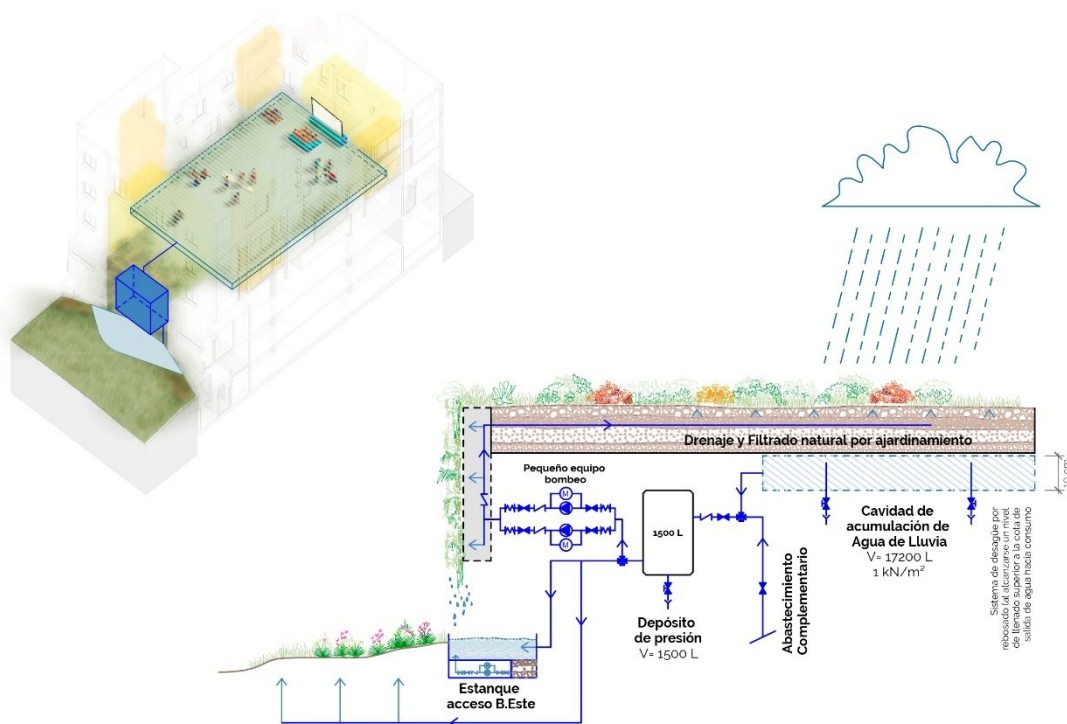 Drenaje y Filtrado natural por ajardinamiento
Pequeño equipo
bombeo
M
M
1500 L
10 cm
Cavidad de
acumulación de
Agua de Lluvia
V= 17200 L
1 kN/m²
Sistema de desagüe por
rebosado (al alcanzarse un nivel
de llenado superior a la cota de
salida de agua hacia consumo
Abastecimiento
Complementario
Depósito
de presión
V= 1500 L
Estanque
acceso B.Este